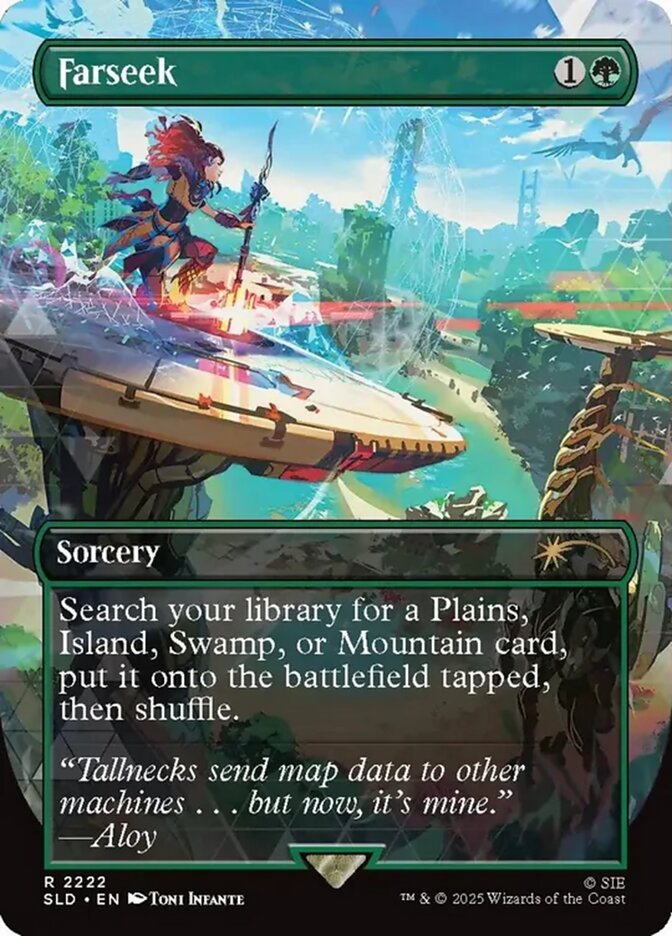 Farseek 1
Sorcery
Search your library for a Plains,
Island, Swamp, or Mountain card,
put it onto the battlefield tapped,
then shuffle.
“Tallnecks send map data to other
machines . . . but now, it’s mine.”
—Aloy
R 2222 © SIE
SLD • EN Toni Infante ™ & © 2025 Wizards of the Coast